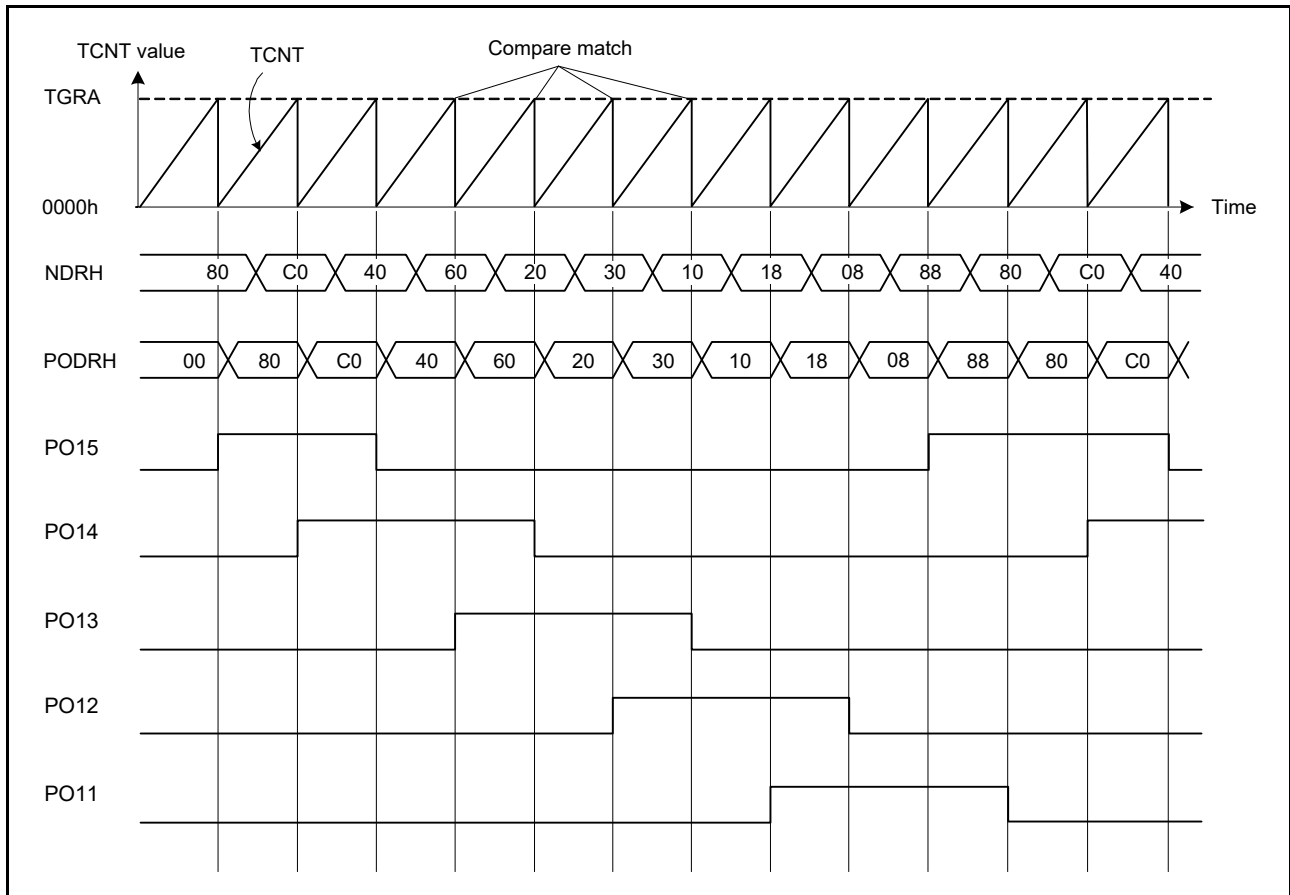 TCNT value TCNT Compare match
TGRA
0000h Time
NDRH 80 C0 40 60 20 30 10 18 08 88 80 C0 40
PODRH 00 80 C0 40 60 20 30 10 18 08 88 80 C0
PO15
PO14
PO13
PO12
PO11